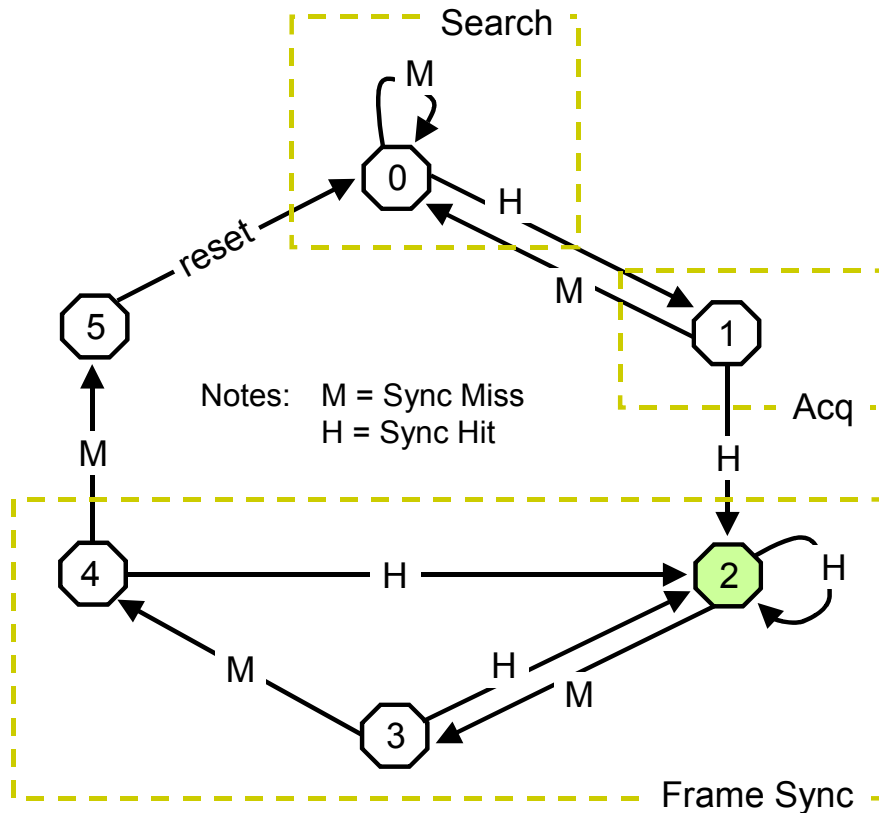 Search
M
0
H
reset
M
5
1
Notes: M = Sync Miss
H = Sync Hit
Acq
M
H
4
H
2
H
M
H
M
3
Frame Sync